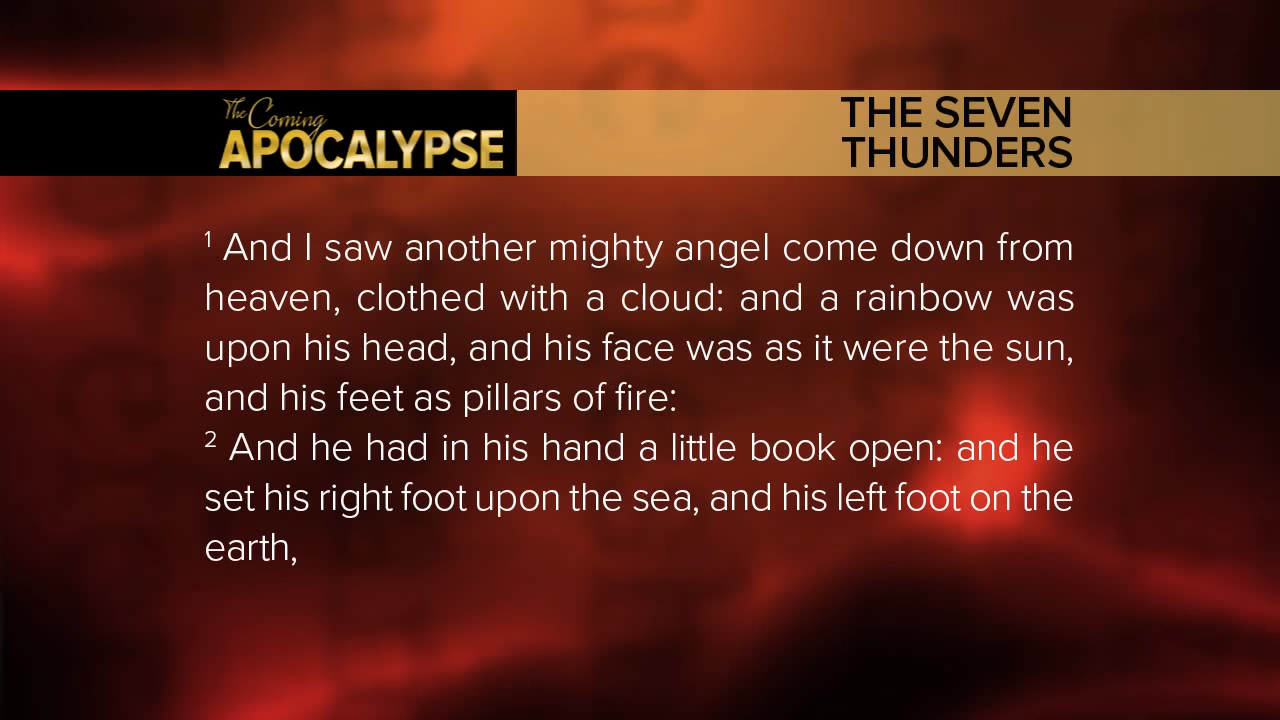 The Coming
APOCALYPSE
THE SEVEN
THUNDERS
1 And I saw another mighty angel come down from
heaven, clothed with a cloud: and a rainbow was
upon his head, and his face was as it were the sun,
and his feet as pillars of fire:
2 And he had in his hand a little book open: and he
set his right foot upon the sea, and his left foot on the
earth,